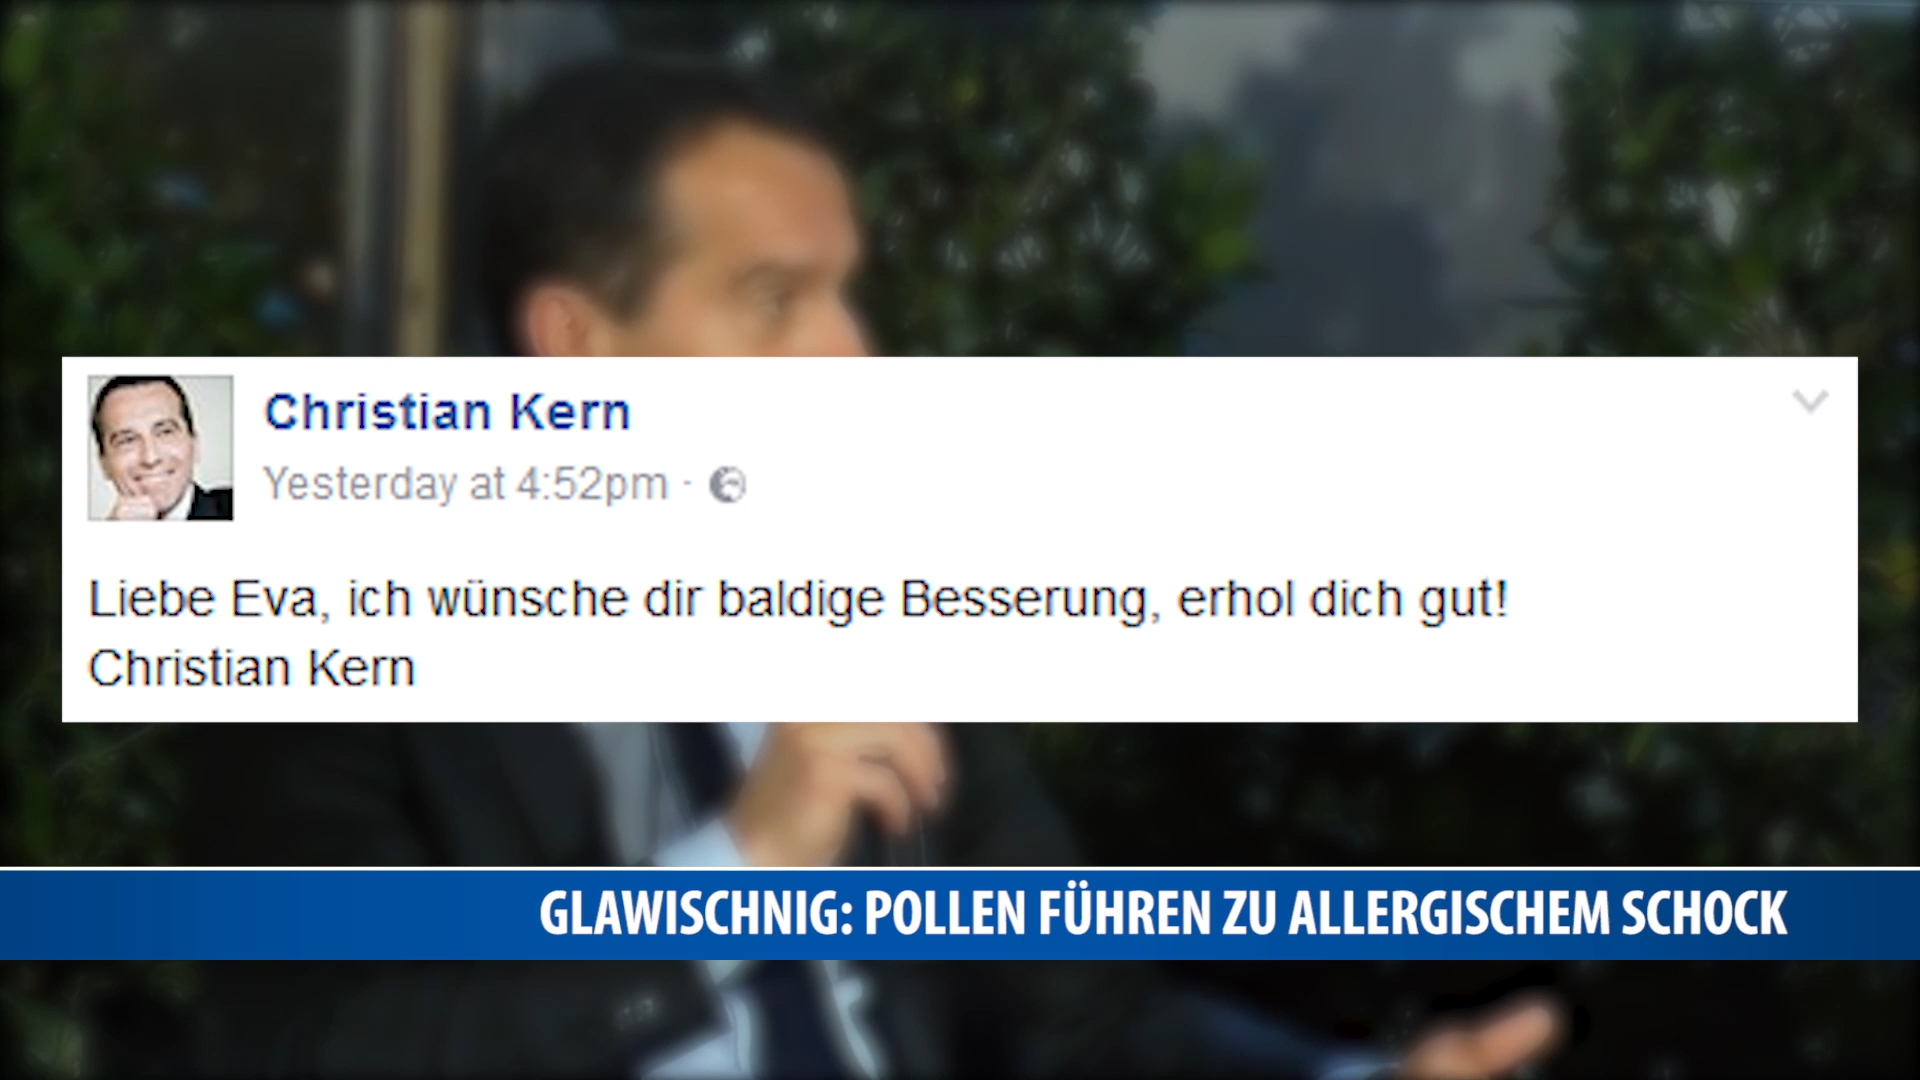 Christian Kern
Yesterday at 4:52pm ·
Liebe Eva, ich wünsche dir baldige Besserung, erhol dich gut!
Christian Kern
GLAWISCHNIG: POLLEN FÜHREN ZU ALLERGISCHEM SCHOCK